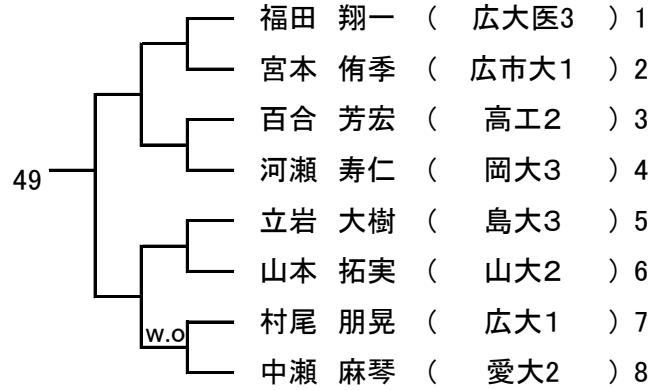 福田 翔一 ( 広大医3 ) 1
宮本 侑季 ( 広市大1 ) 2
百合 芳宏 ( 高工2 ) 3
河瀬 寿仁 ( 岡大3 ) 4
49
立岩 大樹 ( 島大3 ) 5
山本 拓実 ( 山大2 ) 6
w.o
村尾 朋晃 ( 広大1 ) 7
中瀬 麻琴 ( 愛大2 ) 8